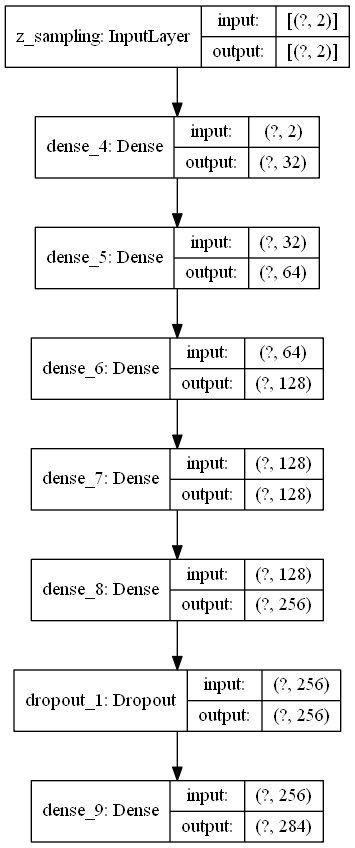 z_sampling: InputLayer input: [(?, 2)]
output: [(?, 2)]
dense_4: Dense input: (?, 2)
output: (?, 32)
dense_5: Dense input: (?, 32)
output: (?, 64)
dense_6: Dense input: (?, 64)
output: (?, 128)
dense_7: Dense input: (?, 128)
output: (?, 128)
dense_8: Dense input: (?, 128)
output: (?, 256)
dropout_1: Dropout input: (?, 256)
output: (?, 256)
dense_9: Dense input: (?, 256)
output: (?, 284)